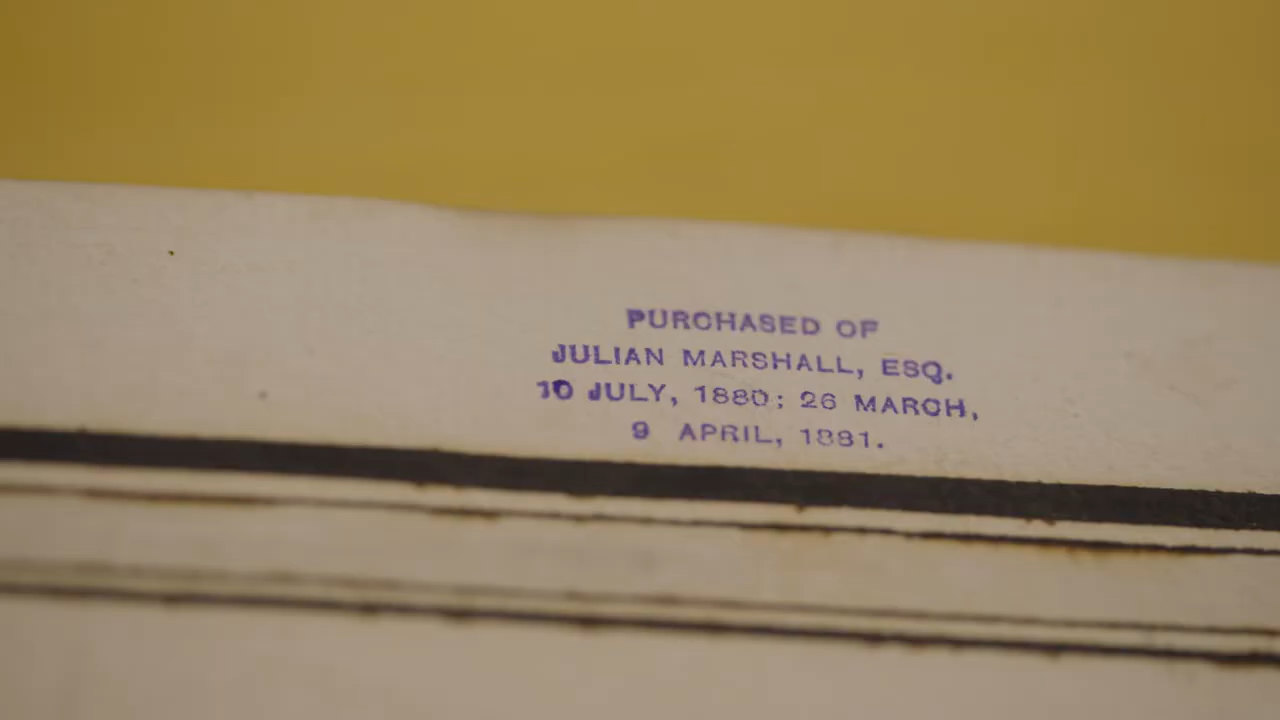 PURCHASED OF
JULIAN MARSHALL, ESQ.
10 JULY, 1880; 26 MARCH,
9 APRIL, 1881.